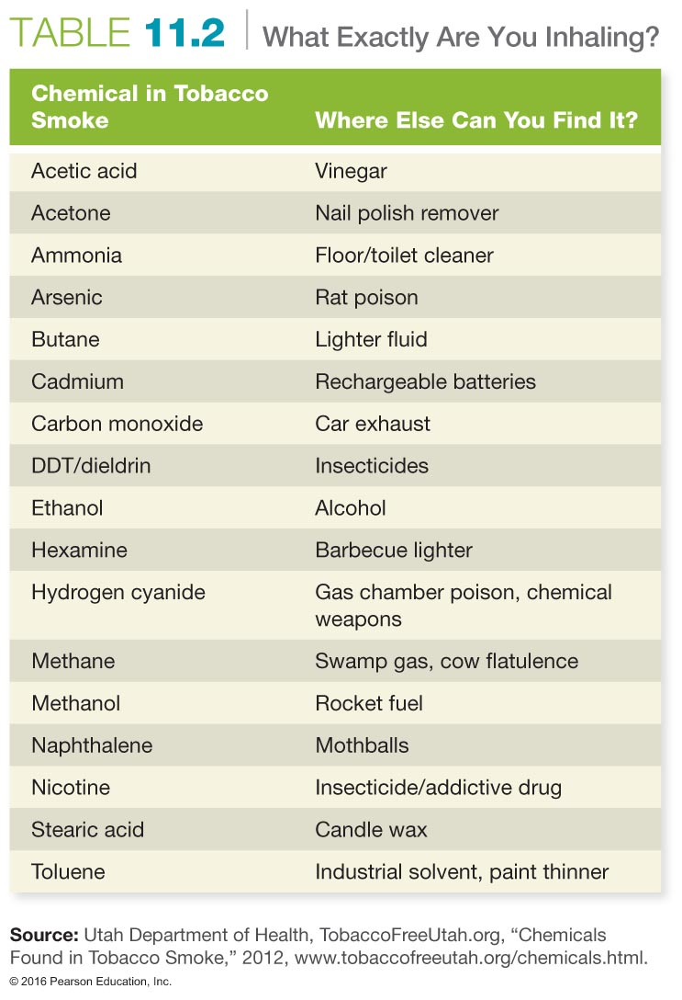 TABLE 11.2 | What Exactly Are You Inhaling?
Chemical in Tobacco
Smoke Where Else Can You Find It?
Acetic acid Vinegar
Acetone Nail polish remover
Ammonia Floor/toilet cleaner
Arsenic Rat poison
Butane Lighter fluid
Cadmium Rechargeable batteries
Carbon monoxide Car exhaust
DDT/dieldrin Insecticides
Ethanol Alcohol
Hexamine Barbecue lighter
Hydrogen cyanide Gas chamber poison, chemical
weapons
Methane Swamp gas, cow flatulence
Methanol Rocket fuel
Naphthalene Mothballs
Nicotine Insecticide/addictive drug
Stearic acid Candle wax
Toluene Industrial solvent, paint thinner
Source: Utah Department of Health, TobaccoFreeUtah.org, “Chemicals
Found in Tobacco Smoke,” 2012, www.tobaccofreeutah.org/chemicals.html.
© 2016 Pearson Education, Inc.